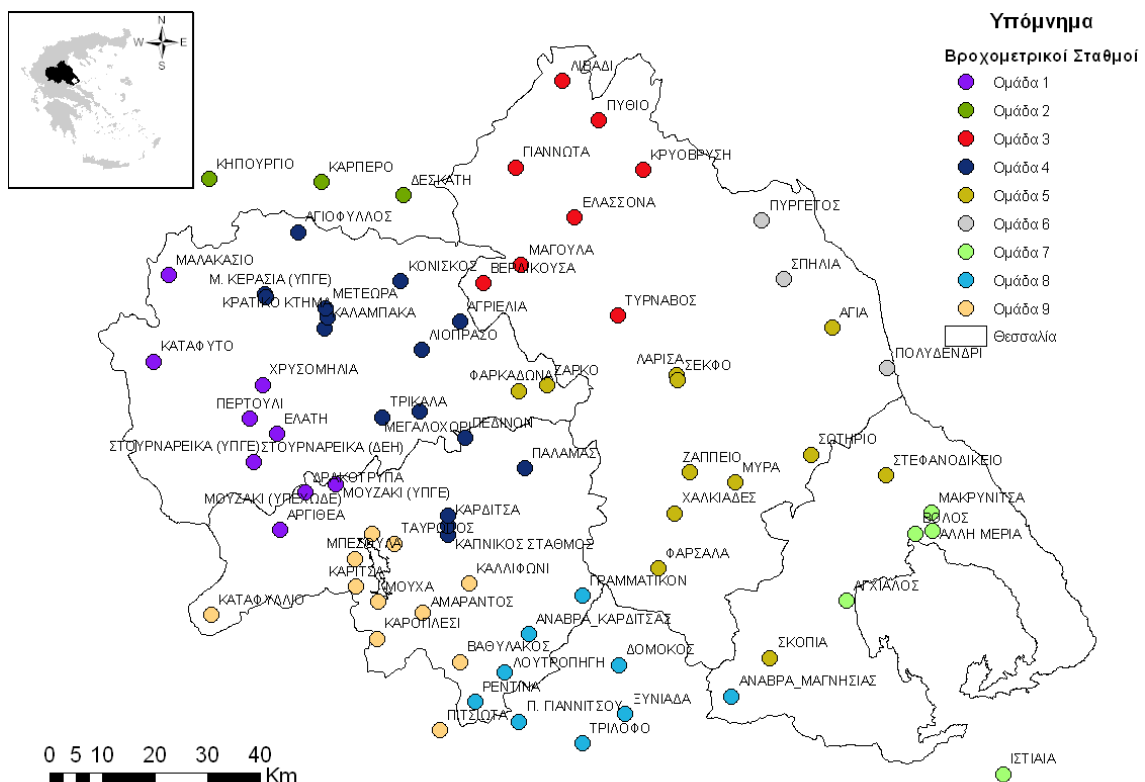 N
W E
S
Υπόμνημα
Βροχομετρικοί Σταθμοί
Ομάδα 1
Ομάδα 2
Ομάδα 3
Ομάδα 4
Ομάδα 5
Ομάδα 6
Ομάδα 7
Ομάδα 8
Ομάδα 9
Θεσσαλία
ΛΙΒΑΔΙ
ΠΥΘΙΟ
ΓΙΑΝΝΩΤΑ
ΚΡΥΟΒΡΥΣΗ
ΚΗΠΟΥΡΓΙΟ
ΚΑΡΠΕΡΟ
ΔΕΣΚΑΤΗ
ΕΛΑΣΣΟΝΑ
ΠΥΡΓΕΤΟΣ
ΑΓΙΟΦΥΛΛΟΣ
ΜΑΓΟΥΛΑ
ΜΑΛΑΚΑΣΙΟ
ΒΕΡΔΙΚΟΥΣΑ
ΣΠΗΛΙΑ
ΚΟΝΙΣΚΟΣ
Μ. ΚΕΡΑΣΙΑ (ΥΠΓΕ)
ΚΡΑΤΙΚΟ ΚΤΗΜΑ
ΜΕΤΕΩΡΑ
ΚΑΛΑΜΠΑΚΑ
ΑΓΡΙΕΛΙΑ
ΤΥΡΝΑΒΟΣ
ΑΓΙΑ
ΛΙΟΠΡΑΣΟ
ΚΑΤΑΦΥΤΟ
ΛΑΡΙΣΑ
ΣΕΚΦΟ
ΠΟΛΥΔΕΝΔΡΙ
ΧΡΥΣΟΜΗΛΙΑ
ΦΑΡΚΑΔΩΝΑ
ΖΑΡΚΟ
ΠΕΡΤΟΥΛΙ
ΕΛΑΤΗ
ΤΡΙΚΑΛΑ
ΜΕΓΑΛΟΧΩΡΙ
ΠΕΔΙΝΟΝ
ΣΤΟΥΡΝΑΡΕΙΚΑ (ΥΠΓΕ)
ΣΤΟΥΡΝΑΡΕΙΚΑ (ΔΕΗ)
ΠΑΛΑΜΑΣ
ΣΩΤΗΡΙΟ
ΖΑΠΠΕΙΟ
ΜΥΡΑ
ΣΤΕΦΑΝΟΔΙΚΕΙΟ
ΔΡΑΚΟΤΡΥΠΑ
ΜΟΥΖΑΚΙ (ΥΠΕΧΩΔΕ)
ΜΟΥΖΑΚΙ (ΥΠΓΕ)
ΑΡΓΙΘΕΑ
ΚΑΡΔΙΤΣΑ
ΧΑΛΚΙΑΔΕΣ
ΜΑΚΡΥΝΙΤΣΑ
ΒΟΛΟΣ
ΑΛΛΗ ΜΕΡΙΑ
ΤΑΥΡΩΠΟΣ
ΚΑΠΝΙΚΟΣ ΣΤΑΘΜΟΣ
ΜΠΕΖΟΥΛΑ
ΚΑΡΙΤΣΑ
ΚΑΛΛΙΦΩΝΙ
ΦΑΡΣΑΛΑ
ΚΑΤΑΦΥΛΛΙΟ
ΜΟΥΧΑ
ΑΜΑΡΑΝΤΟΣ
ΓΡΑΜΜΑΤΙΚΟΝ
ΑΓΧΙΑΛΟΣ
ΚΑΡΟΠΛΕΣΙ
ΑΝΑΒΡΑ_ΚΑΡΔΙΤΣΑΣ
ΒΑΘΥΛΑΚΟΣ
ΛΟΥΤΡΟΠΗΓΗ
ΔΟΜΟΚΟΣ
ΣΚΟΠΙΑ
ΑΝΑΒΡΑ_ΜΑΓΝΗΣΙΑΣ
ΡΕΝΤΙΝΑ
Π. ΓΙΑΝΝΙΤΣΟΥ
ΞΥΝΙΑΔΑ
ΠΙΤΣΙΩΤΑ
ΤΡΙΛΟΦΟ
ΙΣΤΙΑΙΑ
0 5 10 20 30 40
Km